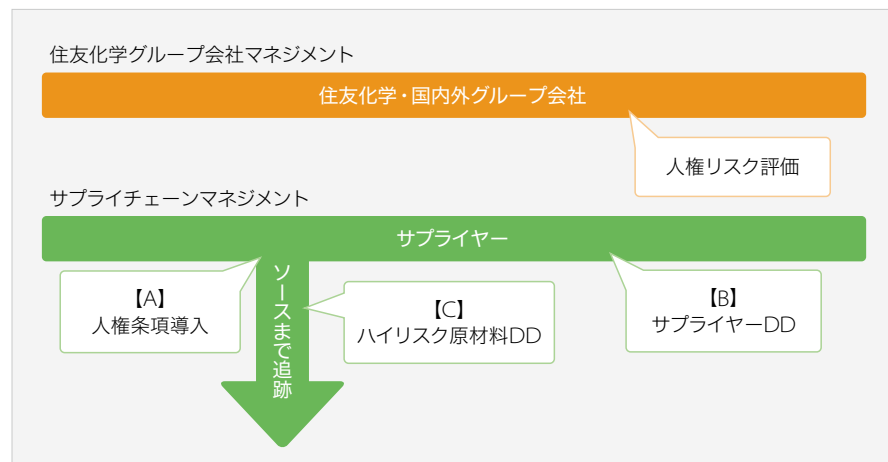 住友化学グループ会社マネジメント
住友化学・国内外グループ会社
人権リスク評価
サプライチェーンマネジメント
サプライヤー
【A】
人権条項導入
ソースまで追跡
【C】
ハイリスク原材料DD
【B】
サプライヤーDD